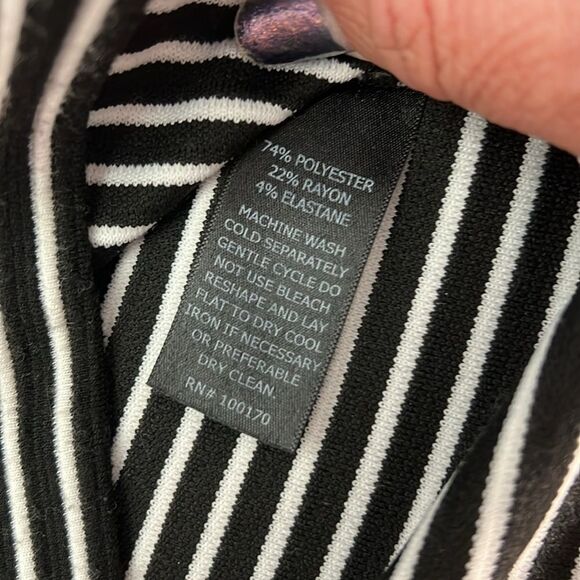 74% POLYESTER
22% RAYON
4% ELASTANE
MACHINE WASH
COLD SEPARATELY
GENTLE CYCLE DO
NOT USE BLEACH
RESHAPE AND LAY
FLAT TO DRY COOL
IRON IF NECESSARY
OR PREFERABLE
DRY CLEAN.
RN# 100170